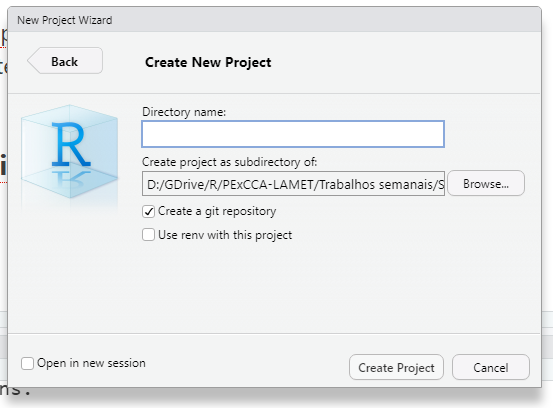 New Project Wizard
Back
Create New Project
R
Directory name:
Create project as subdirectory of:
D:/GDrive/R/PExCCA-LAMET/Trabalhos semanais/S
Browse...
Create a git repository
Use renv with this project
Open in new session
Create Project
Cancel
ns.